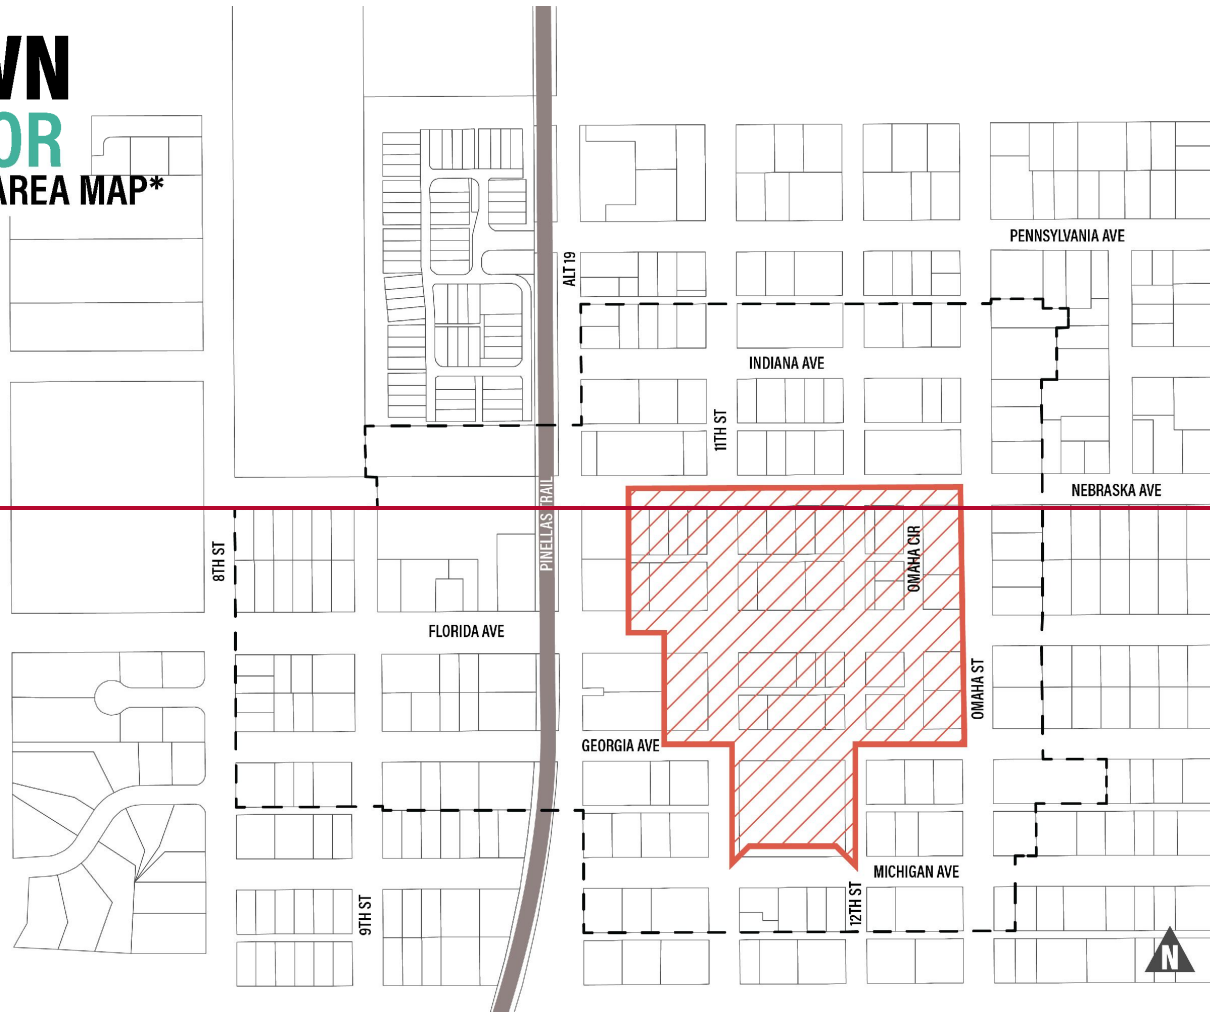 WN
OR
AREA MAP*
PENNSYLVANIA AVE
ALT 19
INDIANA AVE
11TH ST
NEBRASKA AVE
PINELLAS TRAIL
8TH ST
OMAHA CIR
FLORIDA AVE
OMAHA ST
GEORGIA AVE
MICHIGAN AVE
9TH ST
12TH ST
N